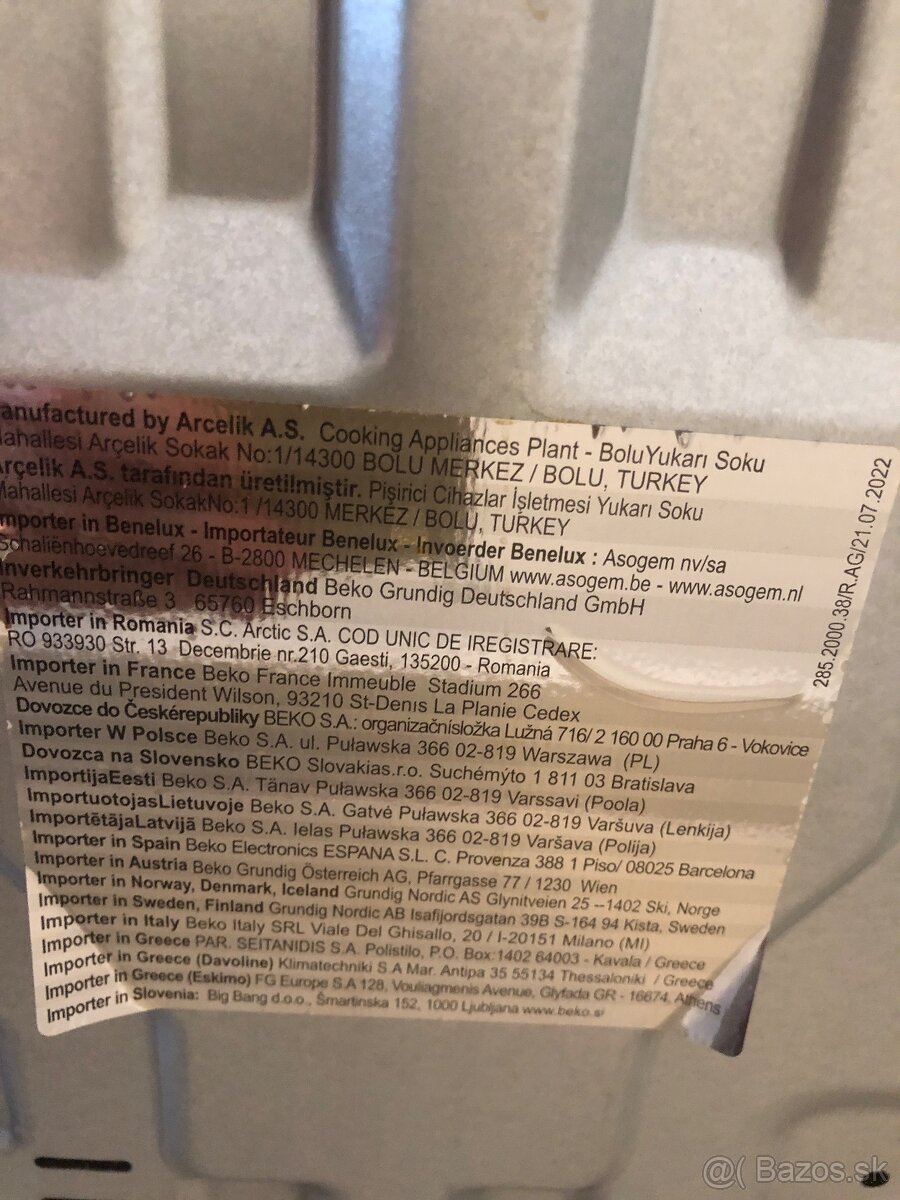 anufactured by Arcelik A.S. Cooking Appliances Plant - BoluYukarı Soku
Mahallesi Arçelik Sokak No:1/14300 BOLU MERKEZ / BOLU, TURKEY
Arçelik A.S. tarafından üretilmiştir. Pişirici Cihazlar İşletmesi Yukarı Soku
Mahallesi Arçelik SokakNo:1 /14300 MERKEZ / BOLU, TURKEY
mporter in Benelux - Importateur Benelux - Invoerder Benelux : Asogem nv/sa
Schaliënhoevedreef 26 - B-2800 MECHELEN - BELGIUM www.asogem.be - www.asogem.nl
Inverkehrbringer Deutschland Beko Grundig Deutschland GmbH
Rahmannstraße 3 65760 Eschborn
Importer in Romania S.C. Arctic S.A. COD UNIC DE IREGISTRARE:
RO 933930 Str. 13 Decembrie nr.210 Gaesti, 135200 - Romania
Importer in France Beko France Immeuble Stadium 266
Avenue du President Wilson, 93210 St-Denis La Planie Cedex
Dovozce do Českérepubliky BEKO S.A.: organizačnísložka Lužná 716/ 2 160 00 Praha 6 - Vokovice
Importer W Polsce Beko S.A. ul. Puławska 366 02-819 Warszawa (PL)
Dovozca na Slovensko BEKO Slovakias.r.o. Suchémýto 1 811 03 Bratislava
ImportijaEesti Beko S.A. Tänav Puławska 366 02-819 Varssavi (Poola)
ImportuotojasLietuvoje Beko S.A. Gatvé Puławska 366 02-819 Varšuva (Lenkija)
ImportētājaLatvijā Beko S.A. Ielas Puławska 366 02-819 Varšava (Polija)
Importer in Spain Beko Electronics ESPANA S.L. C. Provenza 388 1 Piso/ 08025 Barcelona
Importer in Austria Beko Grundig Österreich AG, Pfarrgasse 77 / 1230 Wien
Importer in Norway, Denmark, Iceland Grundig Nordic AS Glynitveien 25 --1402 Ski, Norge
Importer in Sweden, Finland Grundig Nordic AB Isafjordsgatan 39B S-164 94 Kista, Sweden
Importer in Italy Beko Italy SRL Viale Del Ghisallo, 20 / I-20151 Milano (MI)
Importer in Greece PAR. SEITANIDIS S.A. Polistilo, P.O. Box:1402 64003 - Kavala / Greece
Importer in Greece (Davoline) Klimatechniki S.A Mar. Antipa 35 55134 Thessaloniki / Greece
Importer in Greece (Eskimo) FG Europe S.A 128, Vouliagmenis Avenue, Glyfada GR - 16674, Athens
Importer in Slovenia: Big Bang d.o.o., Šmartinska 152, 1000 Ljubljana www.beko.si
285.2000.38/R.AG/21.07.2022
@( Bazos.sk